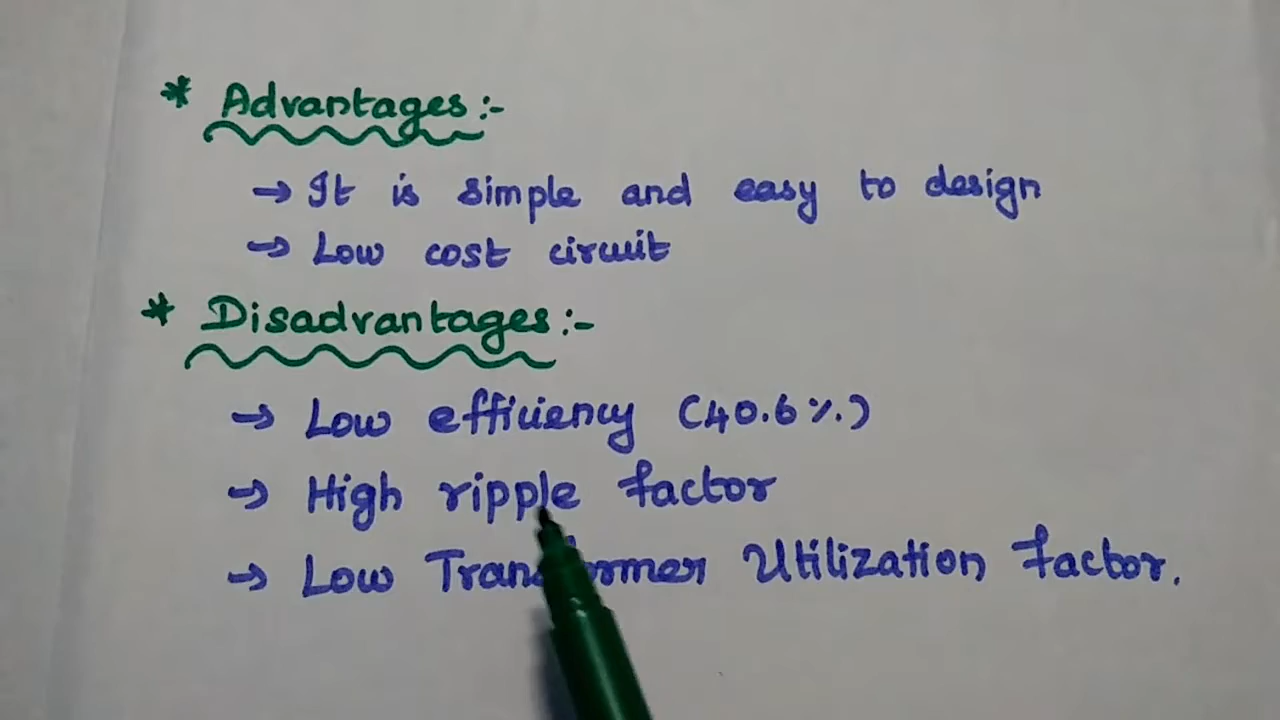 * Advantages:-
→ It is simple and easy to design
→ Low cost circuit
* Disadvantages:-
→ Low efficiency (40.6%.)
→ High ripple factor
→ Low Transformer Utilization factor.